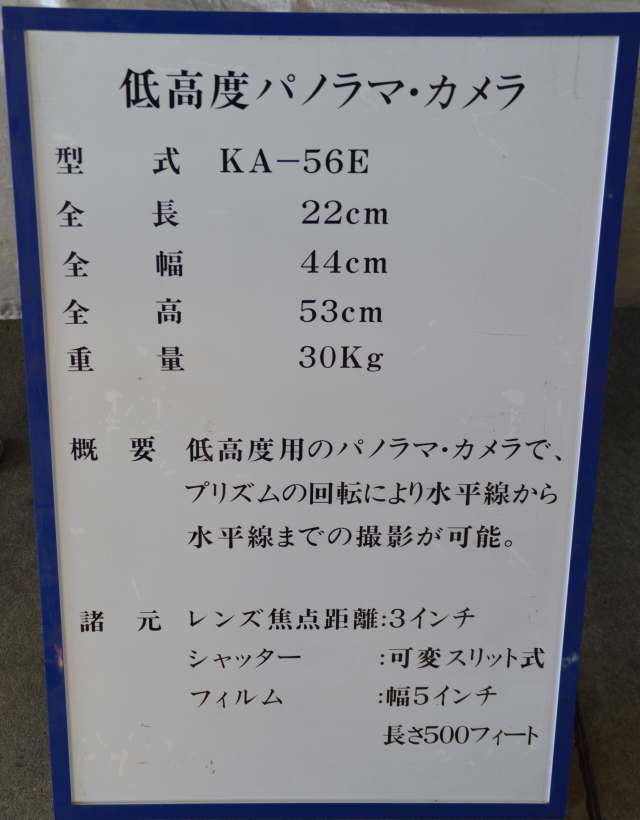 低高度パノラマ・カメラ
型 式 KA-56E
全 長 22cm
全 幅 44cm
全 高 53cm
重 量 30Kg
概 要 低高度用のパノラマ・カメラで、
プリズムの回転により水平線から
水平線までの撮影が可能。
諸 元 レンズ焦点距離:3インチ
シャッター :可変スリット式
フィルム :幅5インチ
長さ500フィート